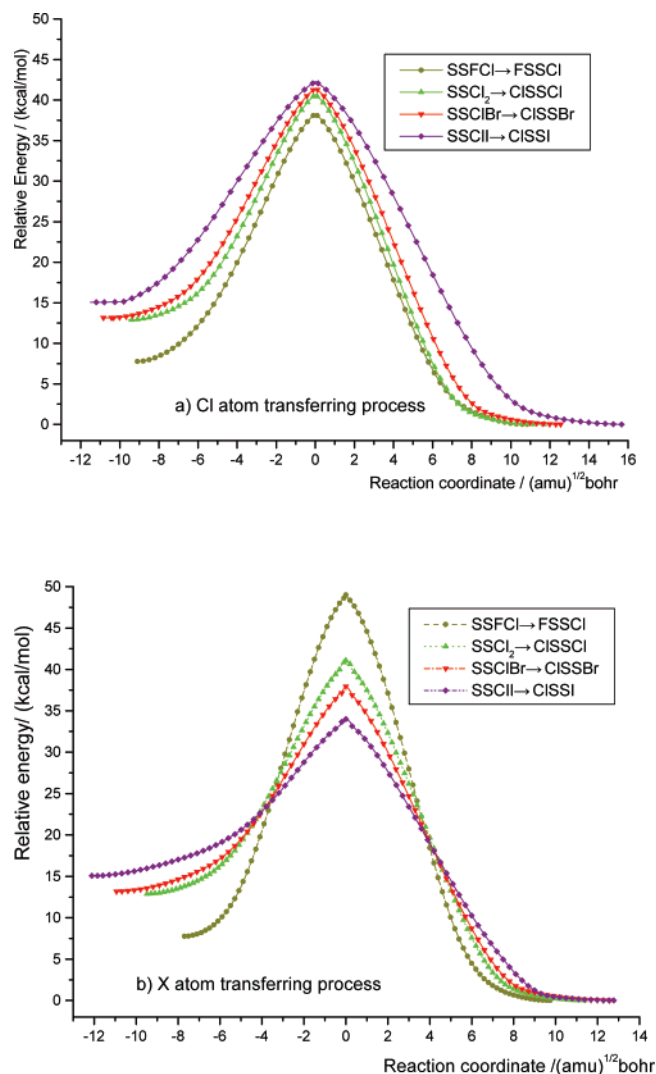 50
45
40
35
30
25
20
15
10
5
0
Relative Energy / (kcal/mol)
SSFCl→FSSCl
SSCl₂→ClSSCl
SSClBr→ClSSBr
SSClI→ClSSI
a) Cl atom transferring process
-12 -10 -8 -6 -4 -2 0 2 4 6 8 10 12 14 16
Reaction coordinate / (amu)^1/2 bohr
50
45
40
35
30
25
20
15
10
5
0
Relative energy/ (kcal/mol)
SSFCl→FSSCl
SSCl₂→ClSSCl
SSClBr→ClSSBr
SSClI→ClSSI
b) X atom transferring process
-12 -10 -8 -6 -4 -2 0 2 4 6 8 10 12 14
Reaction coordinate /(amu)^1/2 bohr